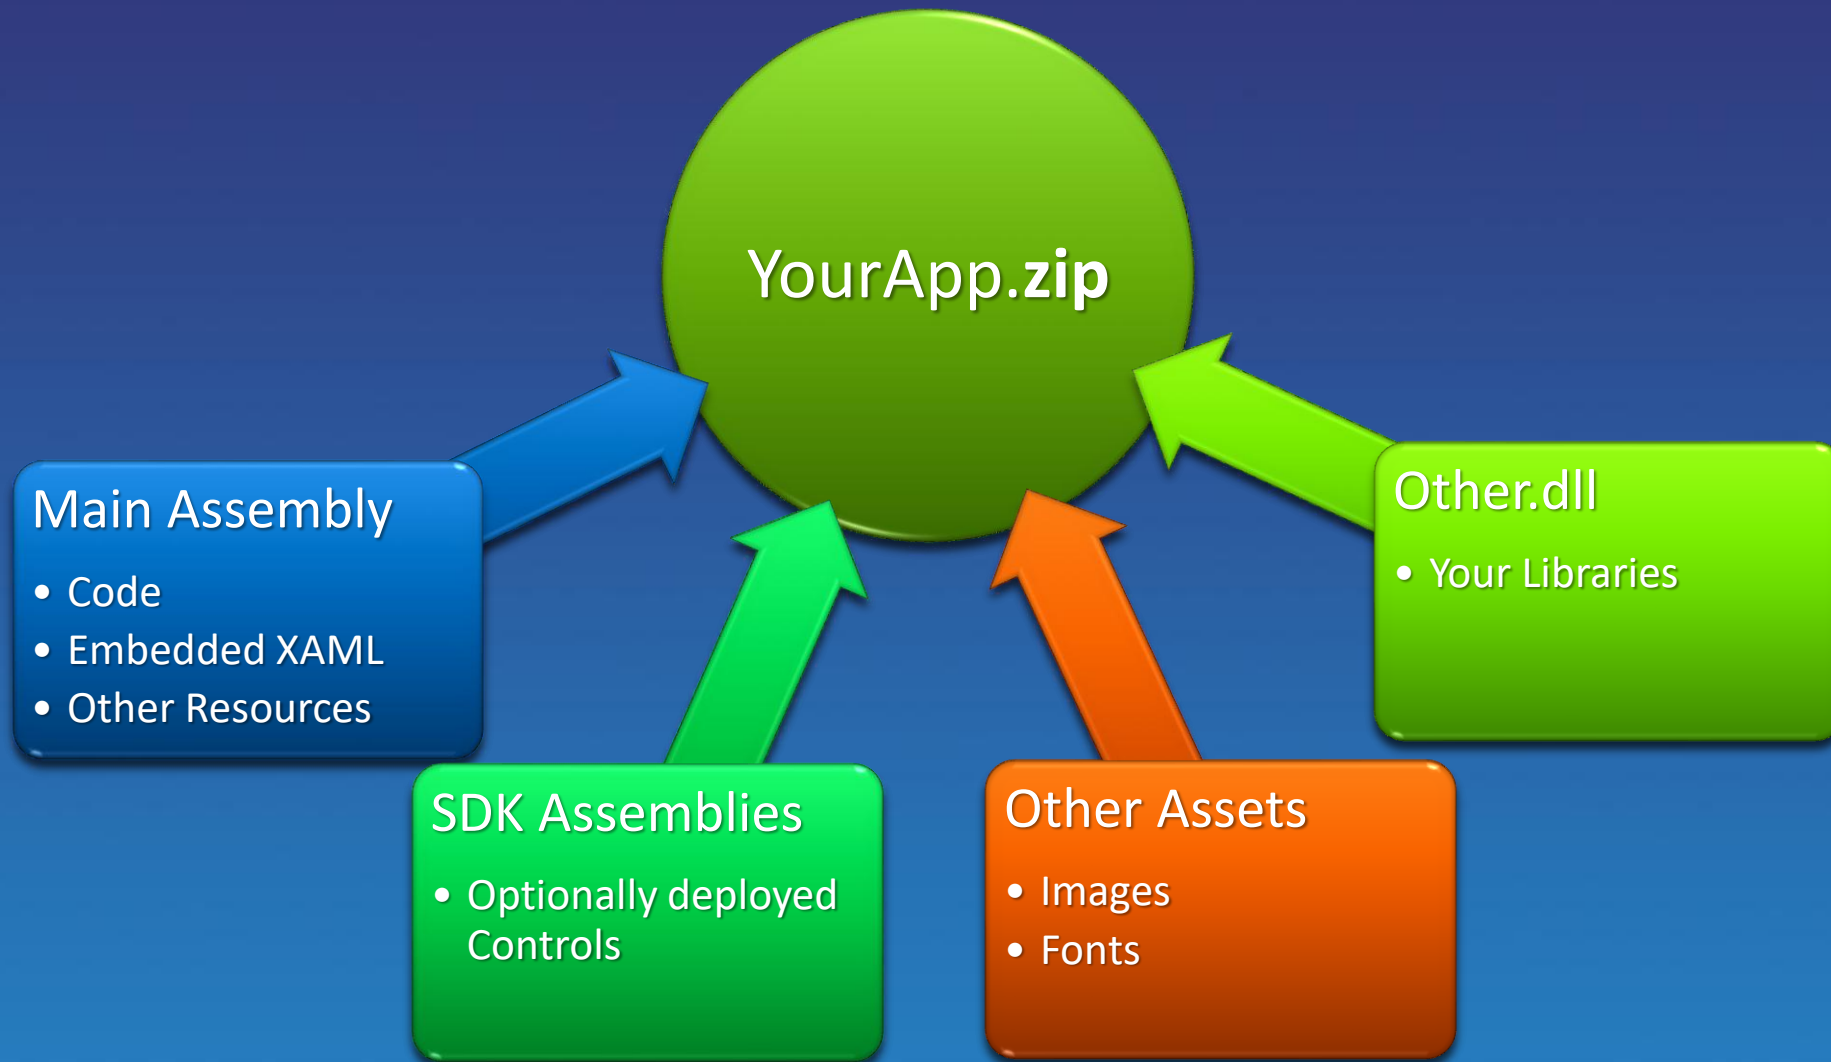 YourApp.zip
Main Assembly
• Code
• Embedded XAML
• Other Resources
SDK Assemblies
• Optionally deployed
Controls
Other Assets
• Images
• Fonts
Other.dll
• Your Libraries